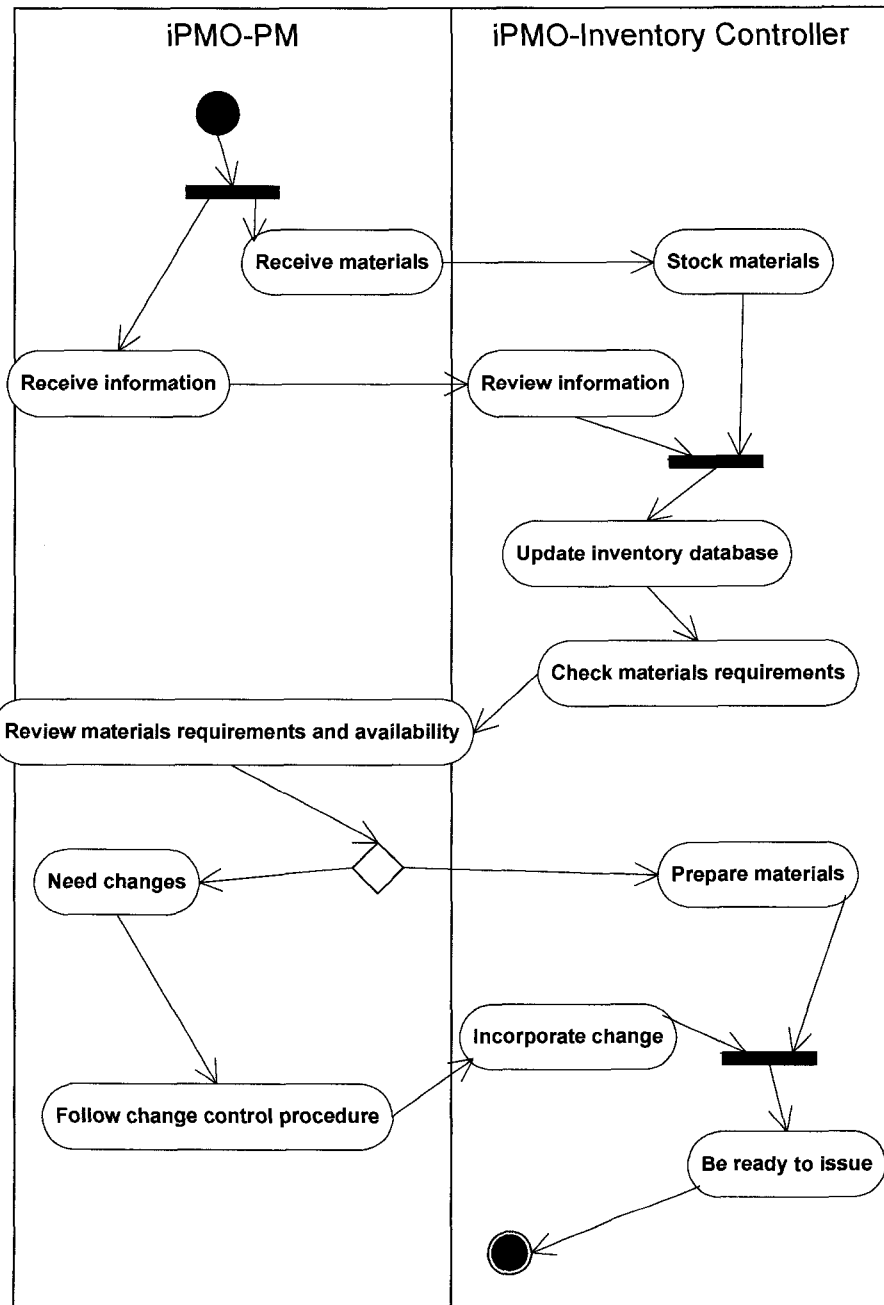 iPMO-PM
iPMO-Inventory Controller
Receive materials
Stock materials
Receive information
Review information
Update inventory database
Check materials requirements
Review materials requirements and availability
Need changes
Prepare materials
Incorporate change
Follow change control procedure
Be ready to issue